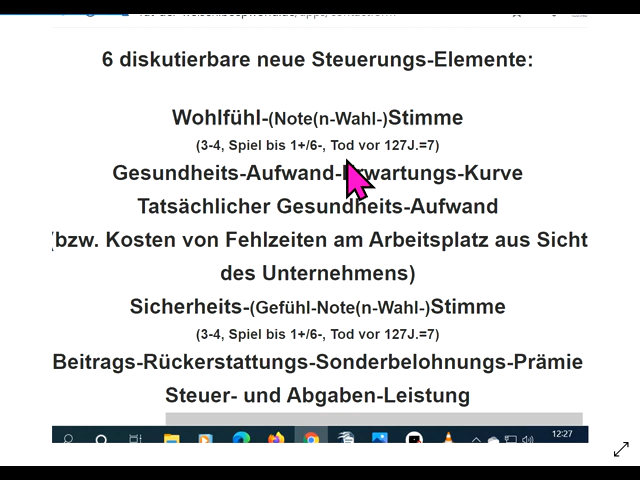 6 diskutierbare neue Steuerungs-Elemente:
Wohlfühl-(Note(n-Wahl-)Stimme
(3-4, Spiel bis 1+/6-, Tod vor 127J.=7)
Gesundheits-Aufwand-Erwartungs-Kurve
Tatsächlicher Gesundheits-Aufwand
(bzw. Kosten von Fehlzeiten am Arbeitsplatz aus Sicht
des Unternehmens)
Sicherheits-(Gefühl-Note(n-Wahl-)Stimme
(3-4, Spiel bis 1+/6-, Tod vor 127J.=7)
Beitrags-Rückerstattungs-Sonderbelohnungs-Prämie
Steuer- und Abgaben-Leistung
12:27